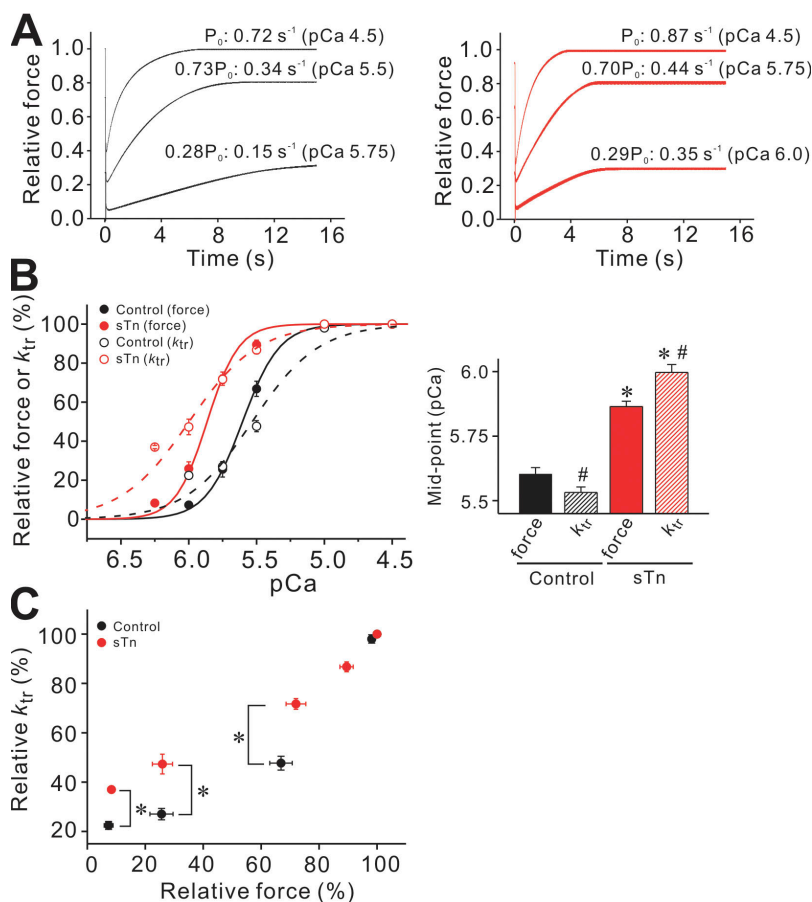 A
P₀: 0.72 s⁻¹ (pCa 4.5)
0.73P₀: 0.34 s⁻¹ (pCa 5.5)
0.28P₀: 0.15 s⁻¹ (pCa 5.75)
Relative force
1.0
0.8
0.6
0.4
0.2
0.0
0 4 8 12 16
Time (s)
P₀: 0.87 s⁻¹ (pCa 4.5)
0.70P₀: 0.44 s⁻¹ (pCa 5.75)
0.29P₀: 0.35 s⁻¹ (pCa 6.0)
Relative force
1.0
0.8
0.6
0.4
0.2
0.0
0 4 8 12 16
Time (s)
B
Control (force)
sTn (force)
Control (ktr)
sTn (ktr)
Relative force or ktr (%)
100
80
60
40
20
0
6.5 6.0 5.5 5.0 4.5
pCa
Mid-point (pCa)
6.0
5.75
5.5
#
*
* #
force ktr force ktr
Control sTn
C
Control
sTn
Relative ktr (%)
100
80
60
40
20
*
*
*
0 20 40 60 80 100
Relative force (%)